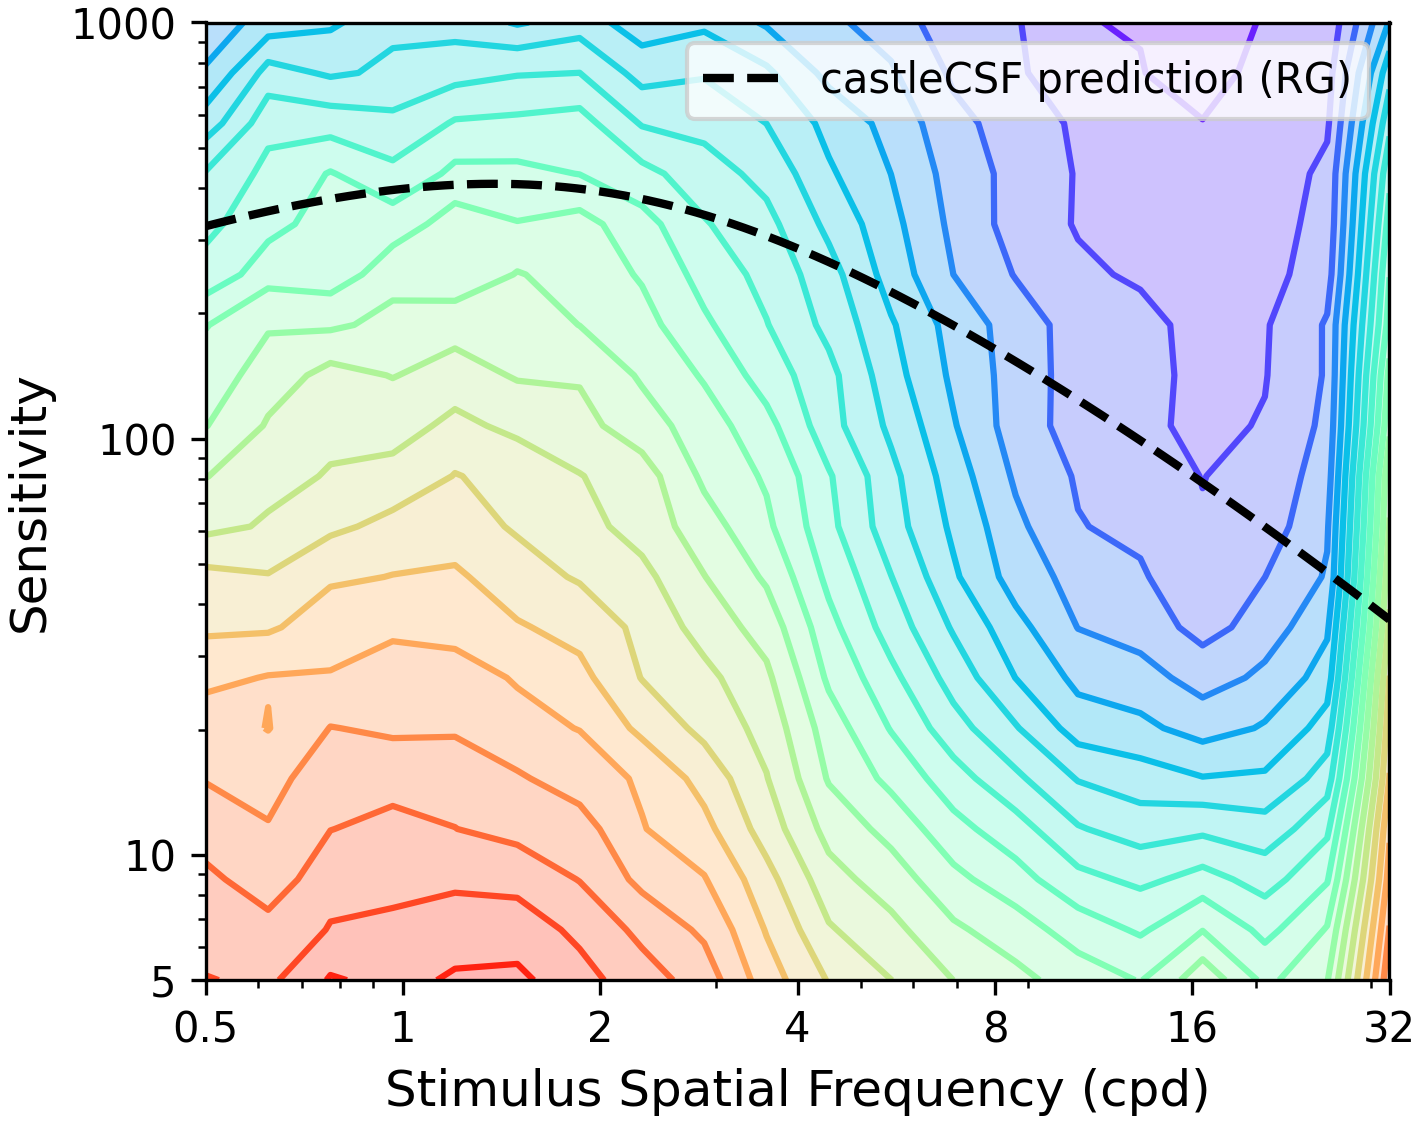 1000
castleCSF prediction (RG)
100
10
5
Sensitivity
0.5 1 2 4 8 16 32
Stimulus Spatial Frequency (cpd)